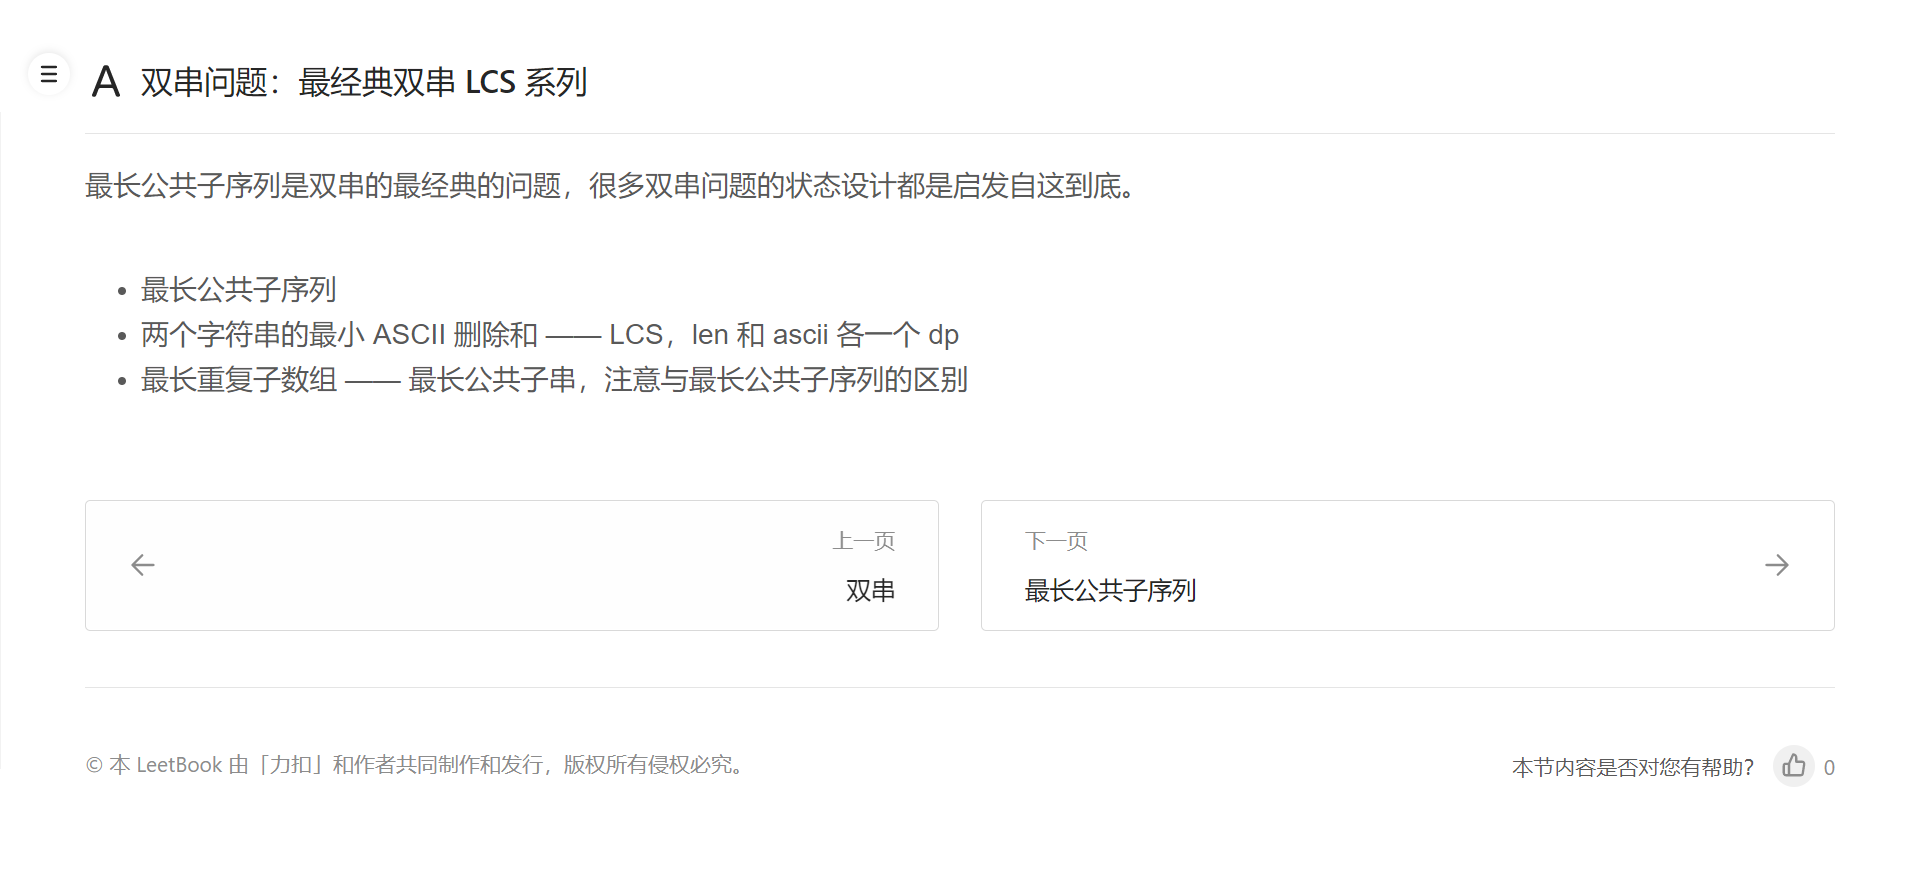 A 双串问题：最经典双串 LCS 系列
最长公共子序列是双串的最经典的问题，很多双串问题的状态设计都是启发自这到底。
• 最长公共子序列
• 两个字符串的最小 ASCII 删除和 —— LCS，len 和 ascii 各一个 dp
• 最长重复子数组 —— 最长公共子串，注意与最长公共子序列的区别
上一页
双串
下一页
最长公共子序列
© 本 LeetBook 由「力扣」和作者共同制作和发行，版权所有侵权必究。
本节内容是否对您有帮助？ 0